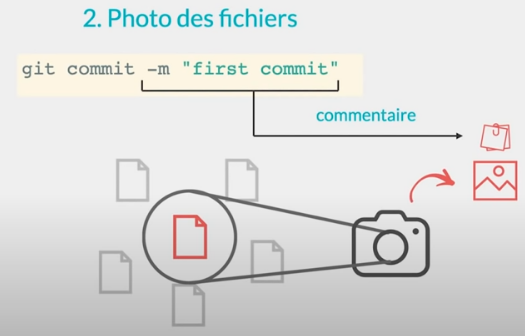 2. Photo des fichiers
git commit -m "first commit"
commentaire